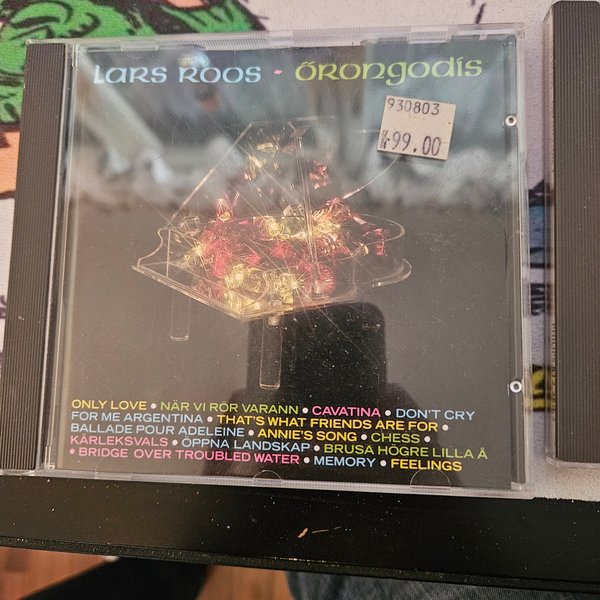 Lars Roos · Örongodis
930803
99.00
ONLY LOVE • NÄR VI RÖR VARANN • CAVATINA • DON'T CRY
FOR ME ARGENTINA • THAT'S WHAT FRIENDS ARE FOR •
BALLADE POUR ADELEINE • ANNIE'S SONG • CHESS •
KÄRLEKSVALS • ÖPPNA LANDSKAP • BRUSA HÖGRE LILLA Å
• BRIDGE OVER TROUBLED WATER • MEMORY • FEELINGS